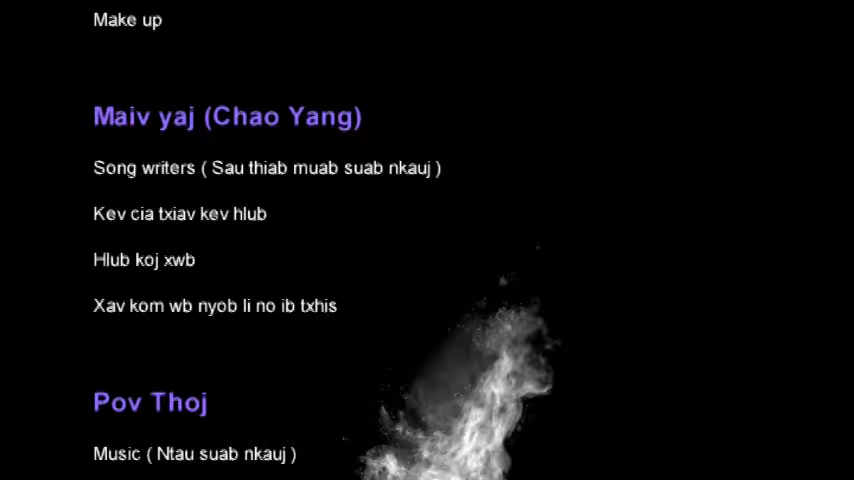 Make up
Maiv yaj (Chao Yang)
Song writers ( Sau thiab muab suab nkauj )
Kev cia txiav kev hlub
Hlub koj xwb
Xav kom wb nyob li no ib txhis
Pov Thoj
Music ( Ntau suab nkauj )